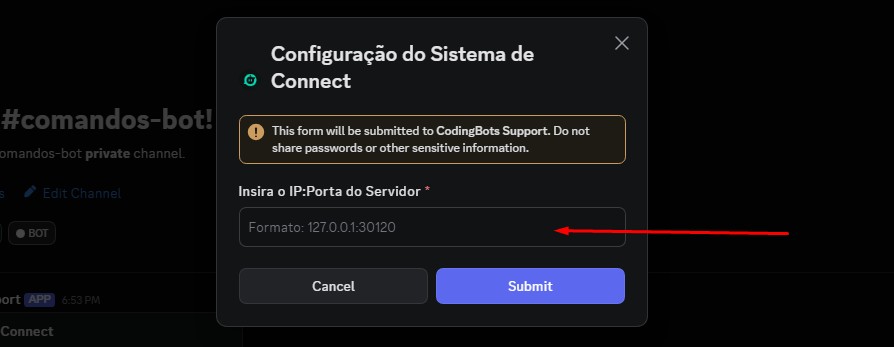 Configuração do Sistema de
Connect
This form will be submitted to CodingBots Support. Do not
share passwords or other sensitive information.
#comandos-bot!
comandos-bot private channel.
Insira o IP:Porta do Servidor *
Edit Channel
Formato: 127.0.0.1:30120
BOT
Cancel
Submit
APP 6:53 PM
Connect